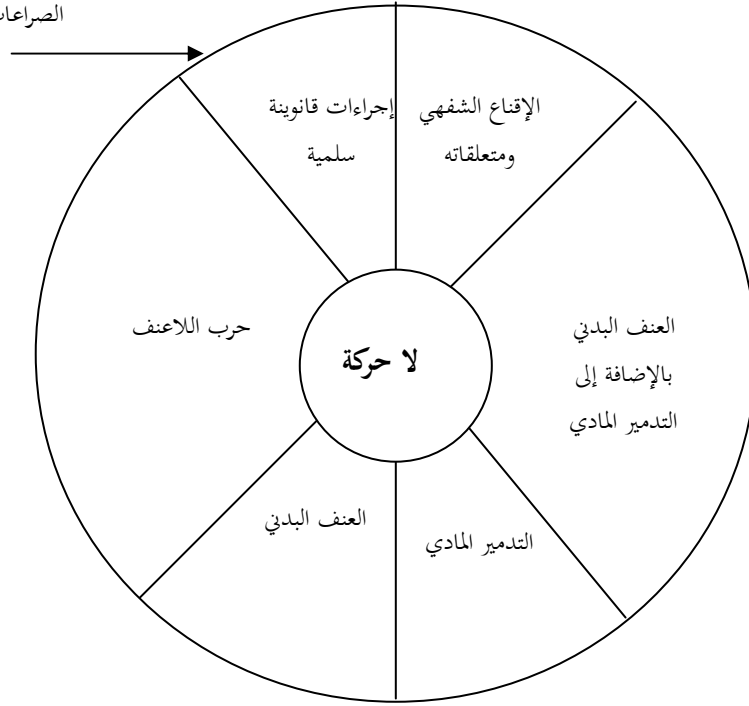 الصراعات
الإقناع الشفهي
ومتعلقاته
إجراءات قانوينة
سلمية
العنف البدني
بالإضافة إلى
التدمير المادي
حرب اللاعنف
لا حركة
التدمير المادي
العنف البدني